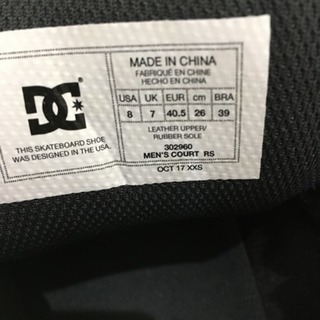 DC
THIS SKATEBOARD SHOE
WAS DESIGNED IN THE USA.
MADE IN CHINA
FABRIQUÉ EN CHINE
HECHO EN CHINA
USA UK EUR cm BRA
8 7 40.5 26 39
LEATHER UPPER/
RUBBER SOLE
302960
MEN'S COURT RS
OCT 17 XXS